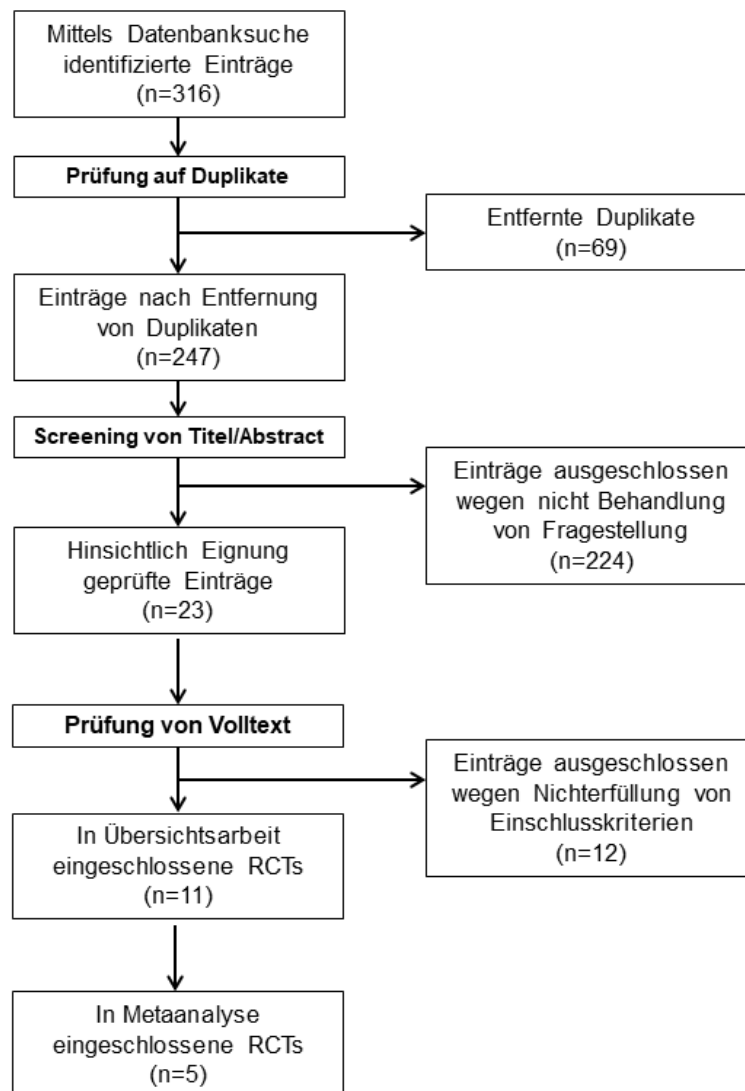 Mittels Datenbanksuche
identifizierte Einträge
(n=316)
Prüfung auf Duplikate
Entfernte Duplikate
(n=69)
Einträge nach Entfernung
von Duplikaten
(n=247)
Screening von Titel/Abstract
Einträge ausgeschlossen
wegen nicht Behandlung
von Fragestellung
(n=224)
Hinsichtlich Eignung
geprüfte Einträge
(n=23)
Prüfung von Volltext
Einträge ausgeschlossen
wegen Nichterfüllung von
Einschlusskriterien
(n=12)
In Übersichtsarbeit
eingeschlossene RCTs
(n=11)
In Metaanalyse
eingeschlossene RCTs
(n=5)